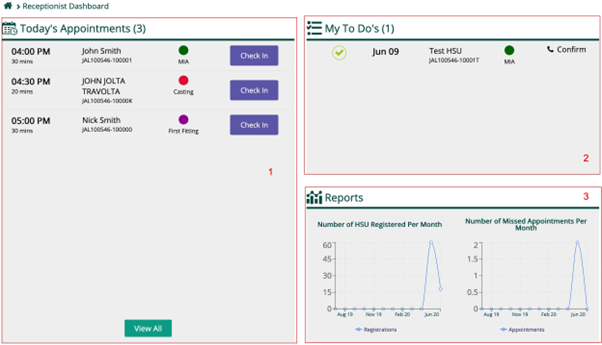 > Receptionist Dashboard
Today's Appointments (3)
04:00 PM John Smith Check In
30 mins JAL100546-100001 MIA
04:30 PM JOHN JOLTA Check In
20 mins TRAVOLTA Casting
JAL100546-10000K
05:00 PM Nick Smith Check In
30 mins JAL100546-100000 First Fitting
1
View All
My To Do's (1)
Jun 09 Test HSU Confirm
JAL100546-10001T MIA
2
Reports 3
Number of HSU Registered Per Month
60
45
30
15
0
Aug 19 Nov 19 Feb 20 Jun 20
Registrations
Number of Missed Appointments Per
Month
2
1.5
1
0.5
0
Aug 19 Nov 19 Feb 20 Jun 20
Appointments